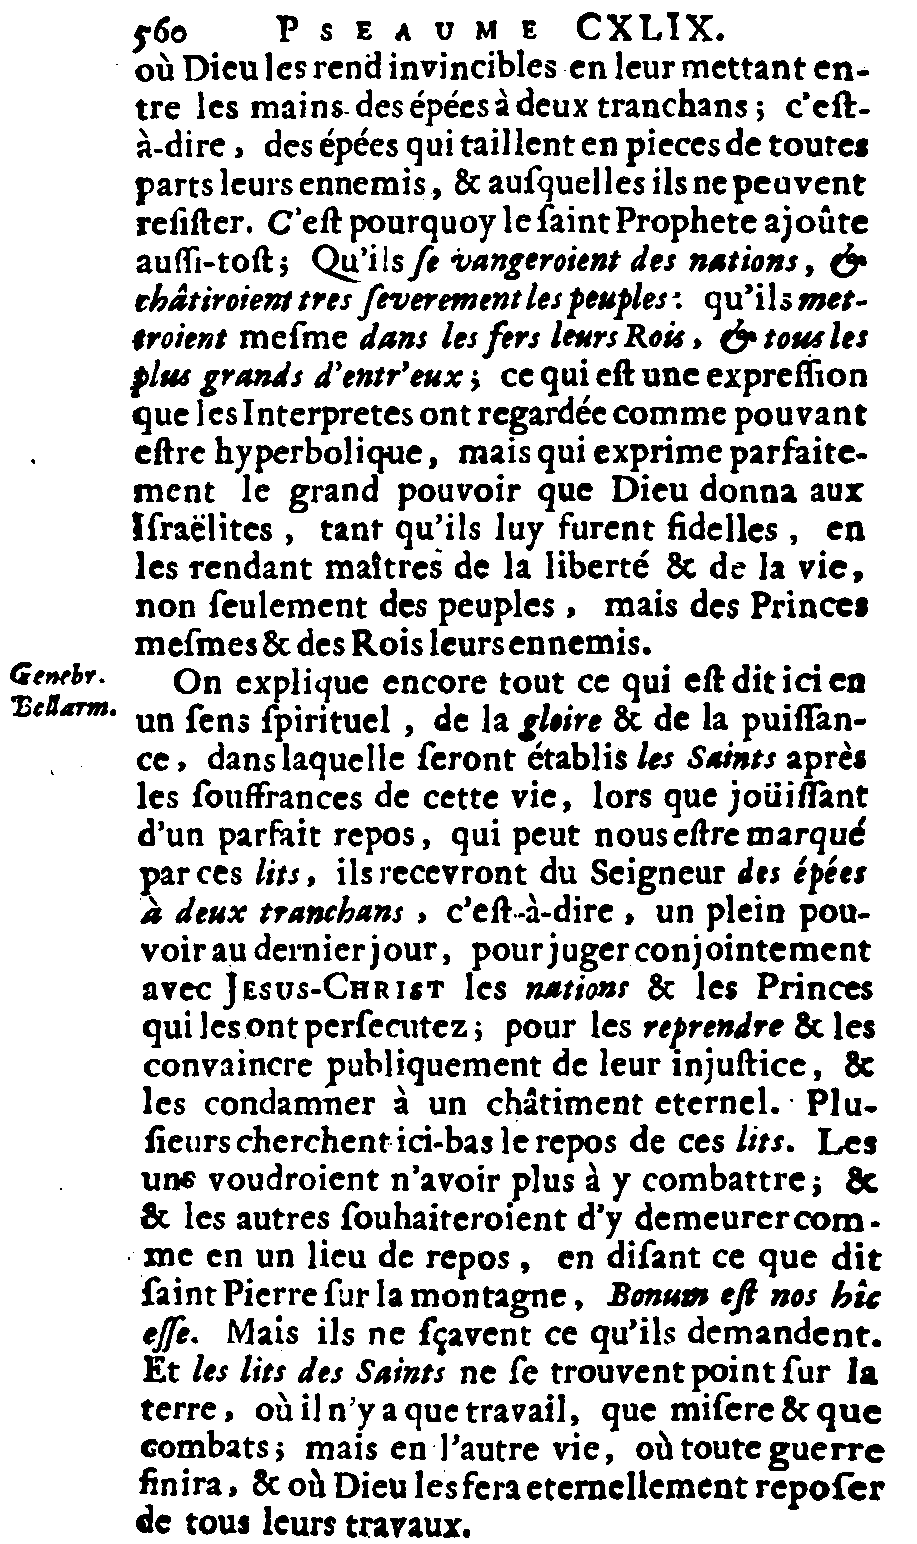 560 PSEAUME CXLIX.
où Dieu les rend invincibles en leur mettant en-
tre les mains des épées à deux tranchans ; c'eſt-
à-dire, des épées qui taillent en pieces de toutes
parts leurs ennemis, & auſquelles ils ne peuvent
reſiſter. C'eſt pourquoy le ſaint Prophete ajoûte
auſſi-toſt ; Qu'ils ſe vangeroient des nations, &
châtiroient tres ſeverement les peuples : qu'ils met-
troient meſme dans les fers leurs Rois, & tous les
plus grands d'entr'eux ; ce qui eſt une expreſſion
que les Interpretes ont regardée comme pouvant
eſtre hyperbolique, mais qui exprime parfaite-
ment le grand pouvoir que Dieu donna aux
Iſraëlites, tant qu'ils luy furent fidelles, en
les rendant maîtres de la liberté & de la vie,
non ſeulement des peuples, mais des Princes
meſmes & des Rois leurs ennemis.
Genebr.
Bellarm.
On explique encore tout ce qui eſt dit ici en
un ſens ſpirituel, de la gloire & de la puiſſan-
ce, dans laquelle ſeront établis les Saints après
les ſouffrances de cette vie, lors que joüiſſant
d'un parfait repos, qui peut nous eſtre marqué
par ces lits, ils recevront du Seigneur des épées
à deux tranchans, c'eſt-à-dire, un plein pou-
voir au dernier jour, pour juger conjointement
avec JESUS-CHRIST les nations & les Princes
qui les ont perſecutez ; pour les reprendre & les
convaincre publiquement de leur injuſtice, &
les condamner à un châtiment eternel. Plu-
ſieurs cherchent ici-bas le repos de ces lits. Les
uns voudroient n'avoir plus à y combattre ; &
& les autres ſouhaiteroient d'y demeurer com-
me en un lieu de repos, en diſant ce que dit
ſaint Pierre ſur la montagne, Bonum eſt nos hîc
eſſe. Mais ils ne ſçavent ce qu'ils demandent.
Et les lits des Saints ne ſe trouvent point ſur la
terre, où il n'y a que travail, que miſere & que
combats ; mais en l'autre vie, où toute guerre
finira, & où Dieu les fera eternellement repoſer
de tous leurs travaux.